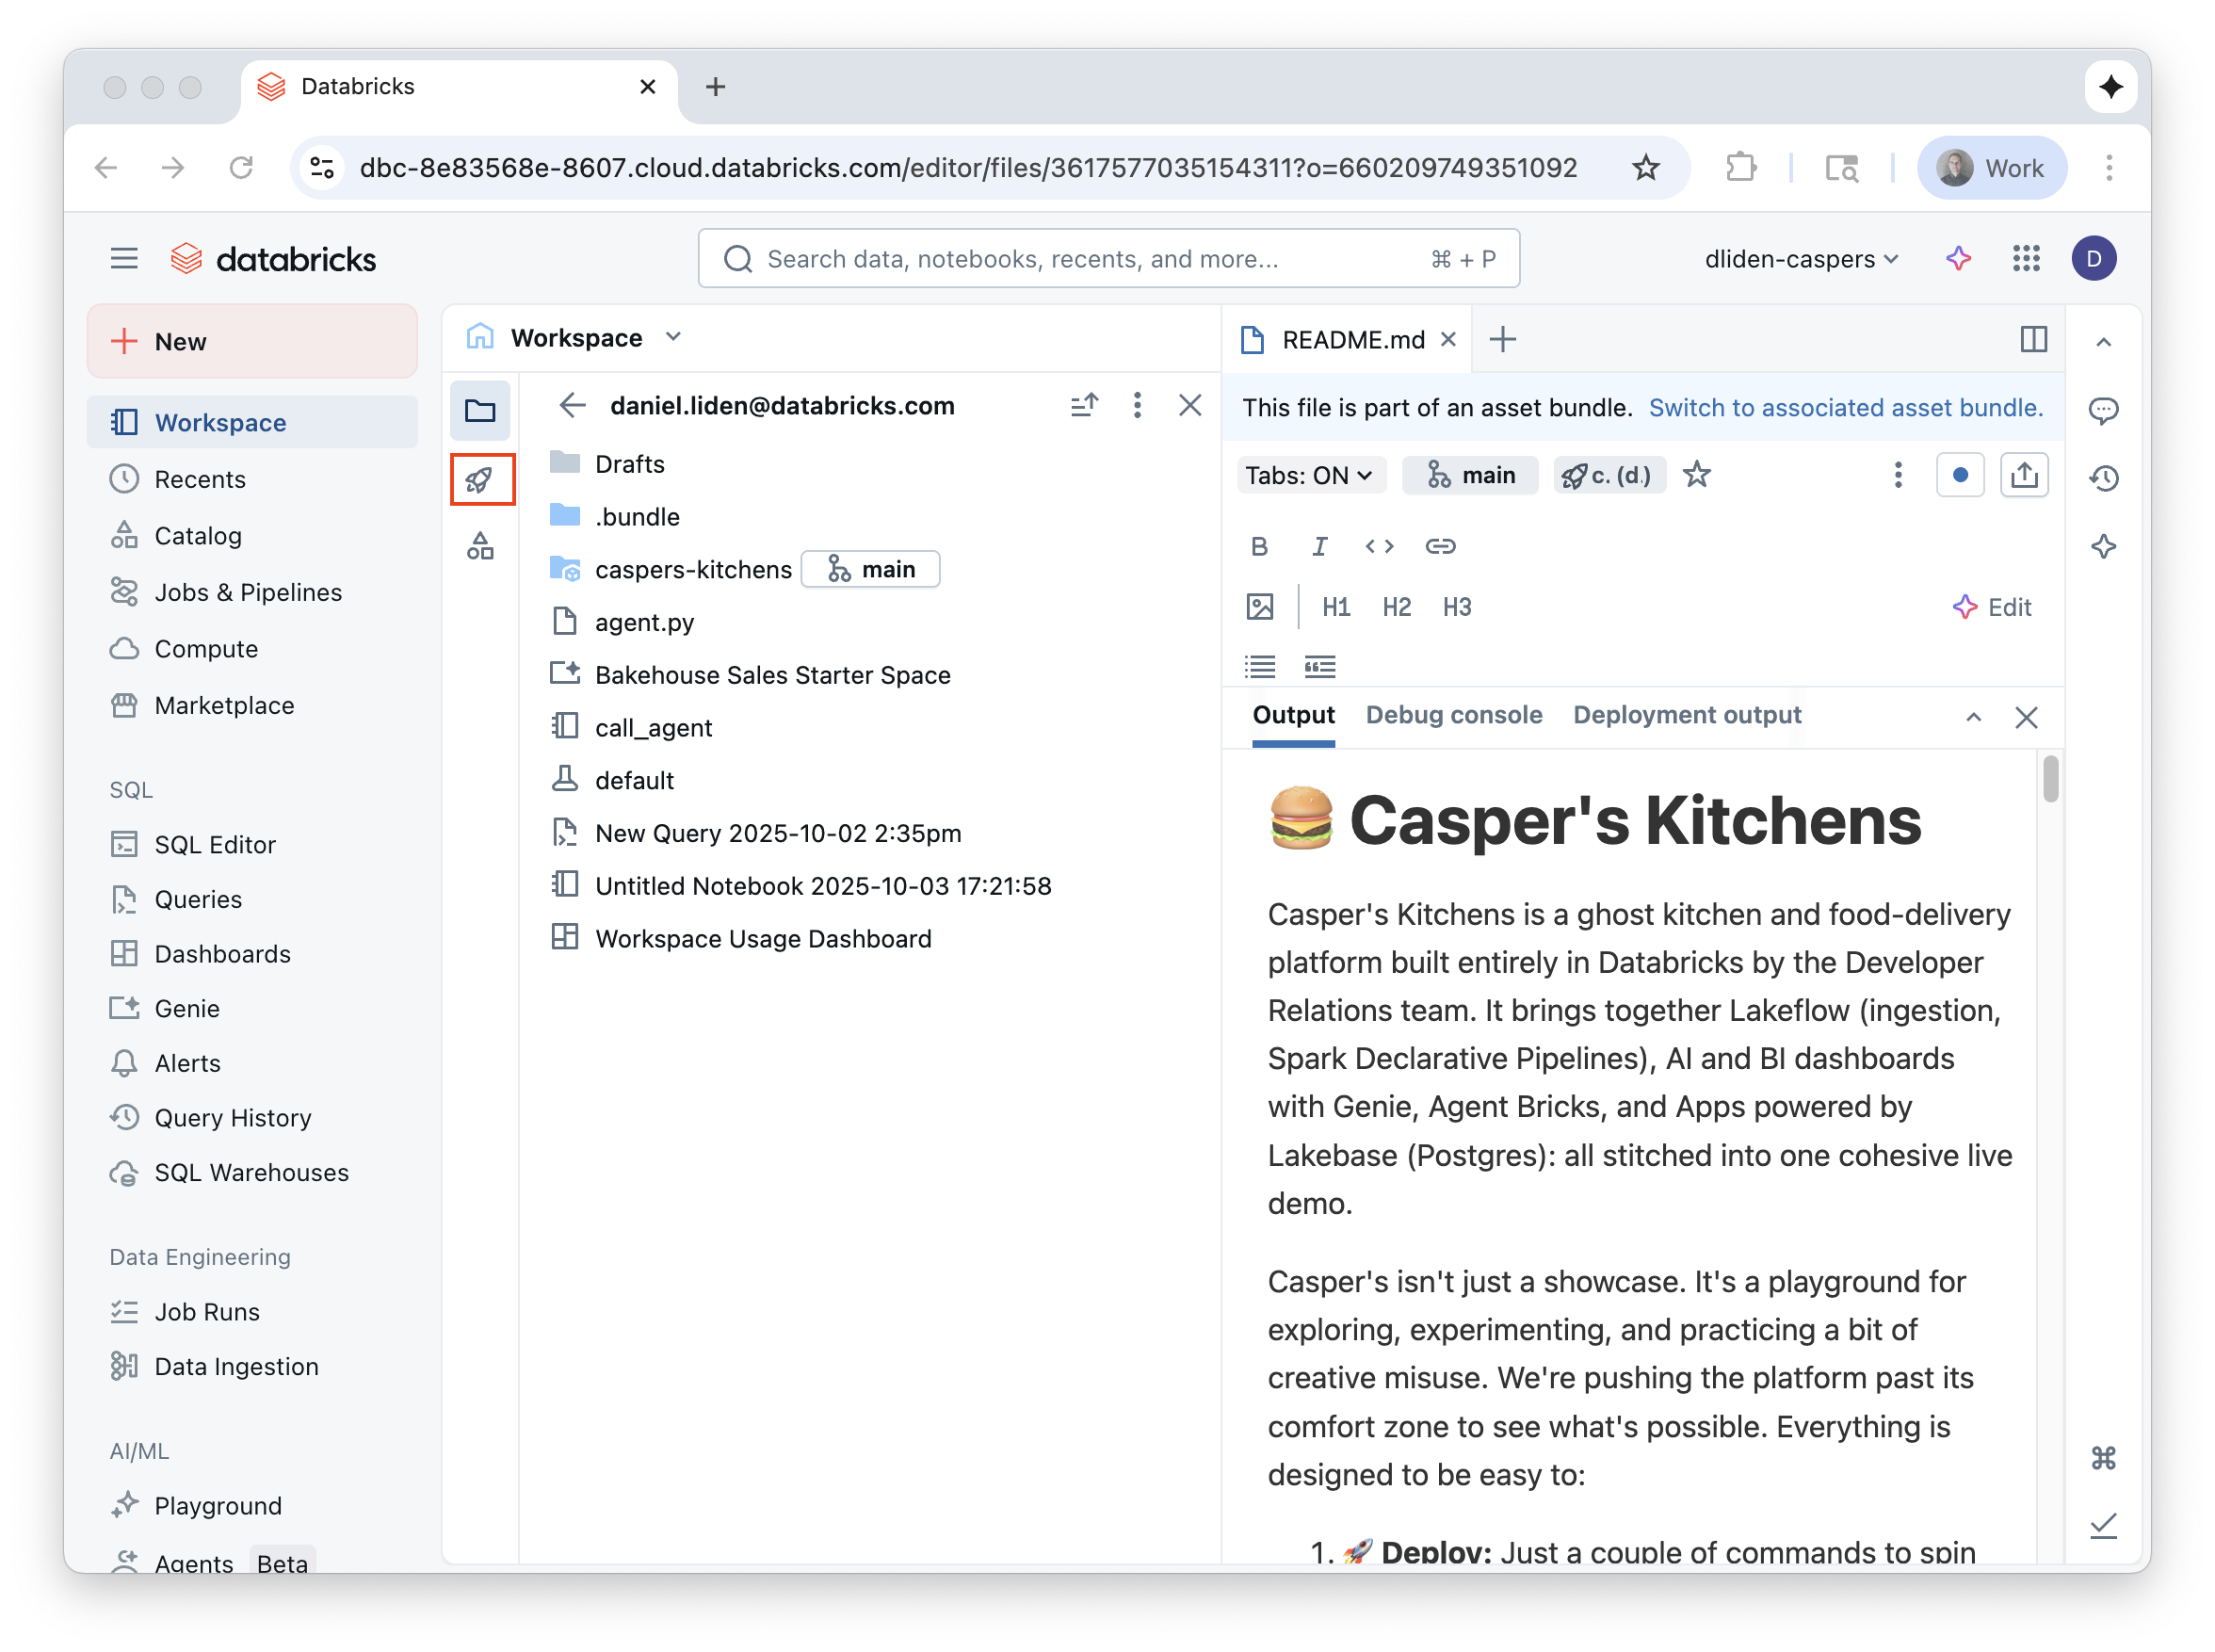 Databricks
dbc-8e83568e-8607.cloud.databricks.com/editor/files/3617577035154311?o=660209749351092
Work
databricks
Search data, notebooks, recents, and more...
⌘ + P
dliden-caspers
D
New
Workspace
Recents
Catalog
Jobs & Pipelines
Compute
Marketplace
SQL
SQL Editor
Queries
Dashboards
Genie
Alerts
Query History
SQL Warehouses
Data Engineering
Job Runs
Data Ingestion
AI/ML
Playground
Agents Beta
Workspace
daniel.liden@databricks.com
Drafts
.bundle
caspers-kitchens main
agent.py
Bakehouse Sales Starter Space
call_agent
default
New Query 2025-10-02 2:35pm
Untitled Notebook 2025-10-03 17:21:58
Workspace Usage Dashboard
README.md
This file is part of an asset bundle. Switch to associated asset bundle.
Tabs: ON main c. (d.)
B I <>
H1 H2 H3 Edit
Output Debug console Deployment output
🍔 Casper's Kitchens
Casper's Kitchens is a ghost kitchen and food-delivery
platform built entirely in Databricks by the Developer
Relations team. It brings together Lakeflow (ingestion,
Spark Declarative Pipelines), AI and BI dashboards
with Genie, Agent Bricks, and Apps powered by
Lakebase (Postgres): all stitched into one cohesive live
demo.
Casper's isn't just a showcase. It's a playground for
exploring, experimenting, and practicing a bit of
creative misuse. We're pushing the platform past its
comfort zone to see what's possible. Everything is
designed to be easy to:
1. 🚀 Deploy: Just a couple of commands to spin